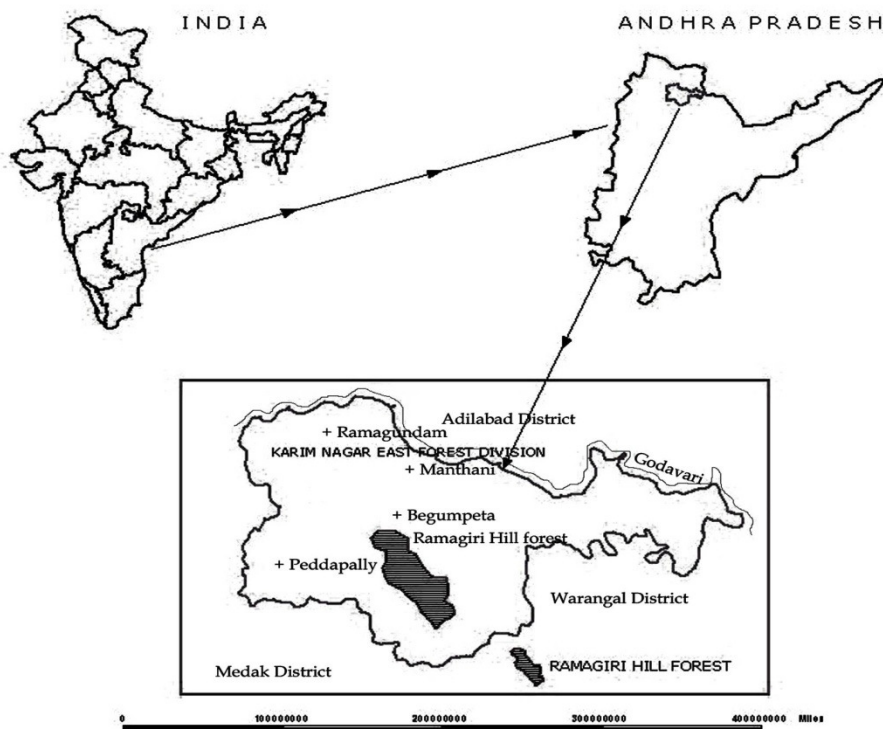 INDIA
ANDHRA PRADESH
Adilabad District
+ Ramagundam
KARIM NAGAR EAST FOREST DIVISION
+ Manthani
Godavari
+ Begumpeta
Ramagiri Hill forest
+ Peddapally
Warangal District
Medak District
RAMAGIRI HILL FOREST
0 100000000 200000000 300000000 400000000 Miles